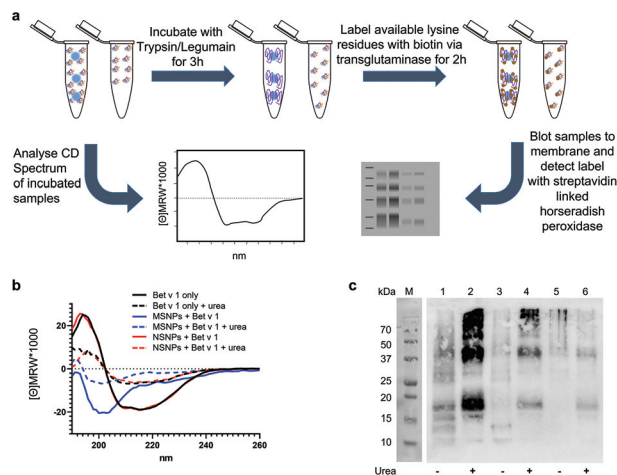 a
Incubate with
Trypsin/Legumain
for 3h
Label available lysine
residues with biotin via
transglutaminase for 2h
Analyse CD
Spectrum
of incubated
samples
[Θ]MRW*1000
nm
Blot samples to
membrane and
detect label
with streptavidin
linked
horseradish
peroxidase
b
[Θ]MRW*1000
20
0
-20
200
220
240
260
nm
Bet v 1 only
Bet v 1 only + urea
MSNPs + Bet v 1
MSNPs + Bet v 1 + urea
NSNPs + Bet v 1
NSNPs + Bet v 1 + urea
c
kDa M 1 2 3 4 5 6
70
50
37
25
20
15
10
Urea - + - + - +